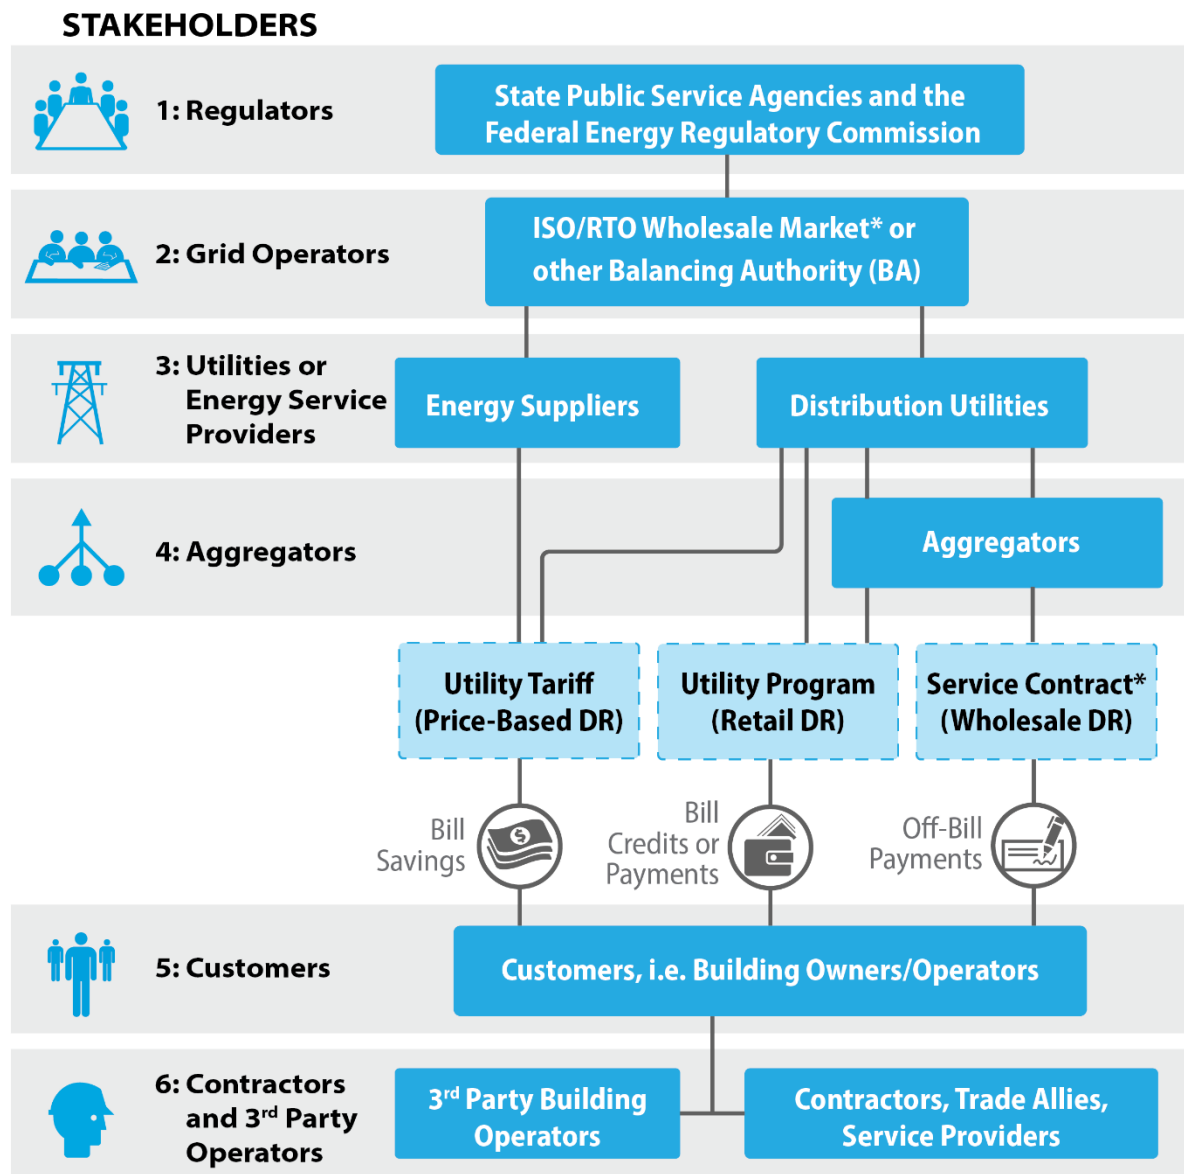 STAKEHOLDERS
1: Regulators
State Public Service Agencies and the
Federal Energy Regulatory Commission
2: Grid Operators
ISO/RTO Wholesale Market* or
other Balancing Authority (BA)
3: Utilities or
Energy Service
Providers
Energy Suppliers
Distribution Utilities
4: Aggregators
Aggregators
Utility Tariff
(Price-Based DR)
Utility Program
(Retail DR)
Service Contract*
(Wholesale DR)
Bill
Savings
$
Bill
Credits or
Payments
Off-Bill
Payments
5: Customers
Customers, i.e. Building Owners/Operators
6: Contractors
and 3rd Party
Operators
3rd Party Building
Operators
Contractors, Trade Allies,
Service Providers